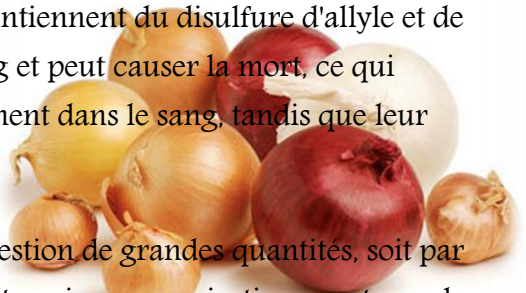 ntiennent du disulfure d'allyle et de
g et peut causer la mort, ce qui
ment dans le sang, tandis que leur
estion de grandes quantités, soit par